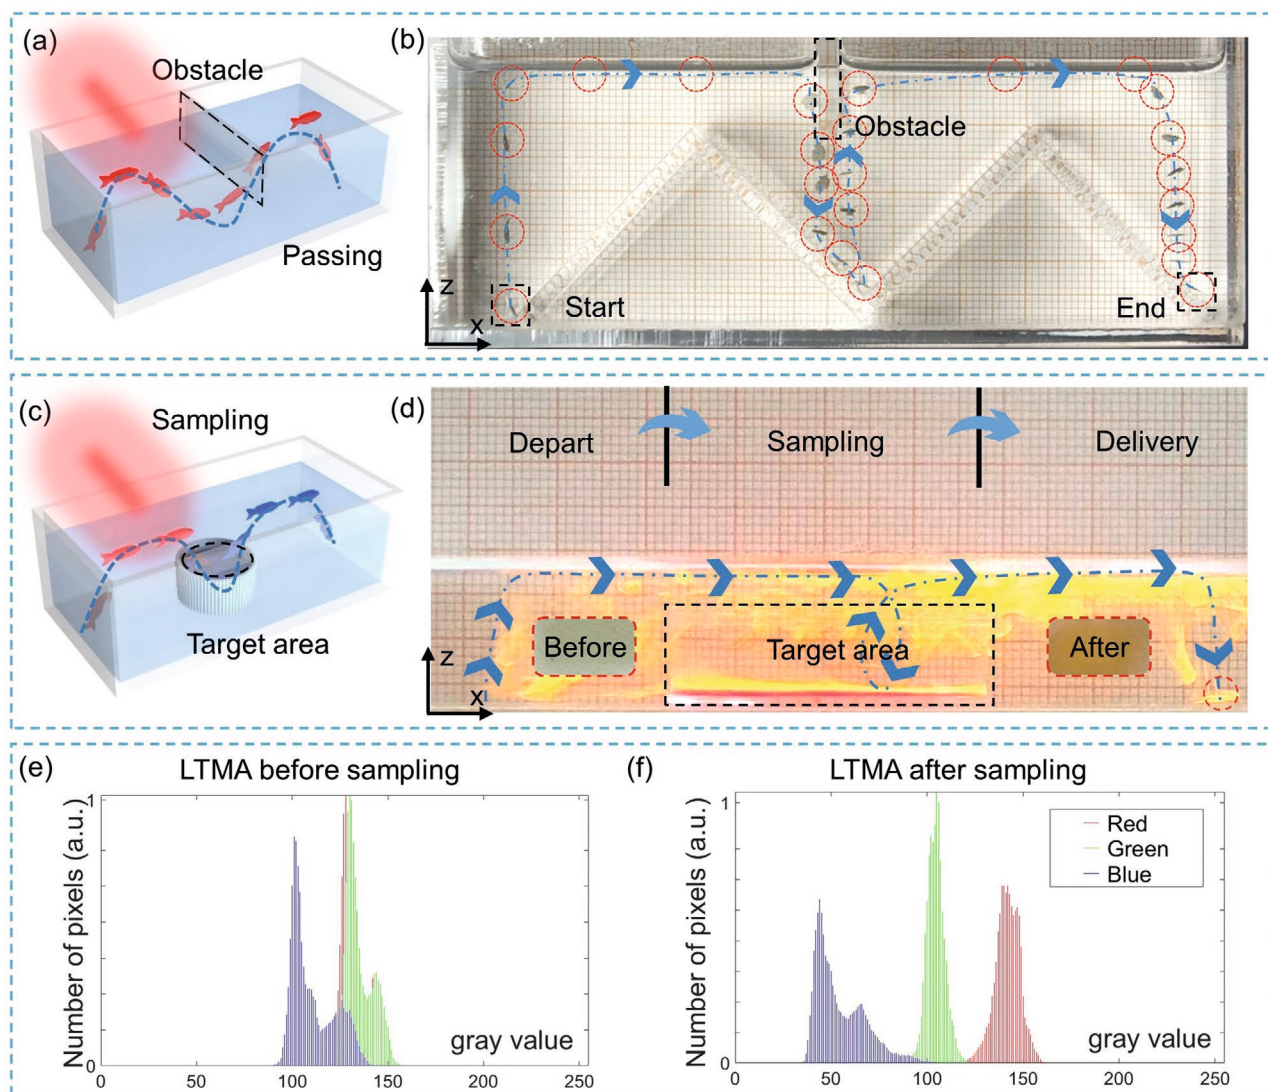 (a)
Obstacle
Passing
(b)
Obstacle
Start
End
z
x
(c)
Sampling
Target area
(d)
Depart
Sampling
Delivery
Before
Target area
After
z
x
(e)
LTMA before sampling
Number of pixels (a.u.)
1
0
gray value
0
50
100
150
200
250
(f)
LTMA after sampling
Number of pixels (a.u.)
1
0
Red
Green
Blue
gray value
0
50
100
150
200
250